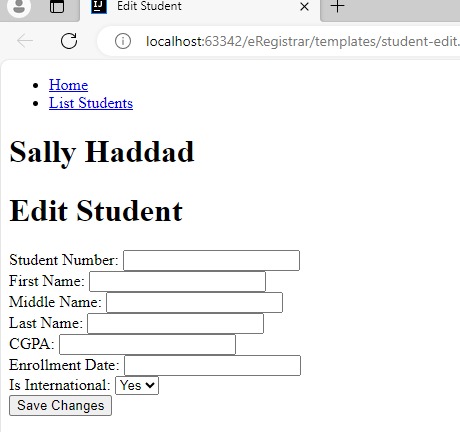 Edit Student
localhost:63342/eRegistrar/templates/student-edit.
Home
List Students
Sally Haddad
Edit Student
Student Number:
First Name:
Middle Name:
Last Name:
CGPA:
Enrollment Date:
Is International: Yes
Save Changes